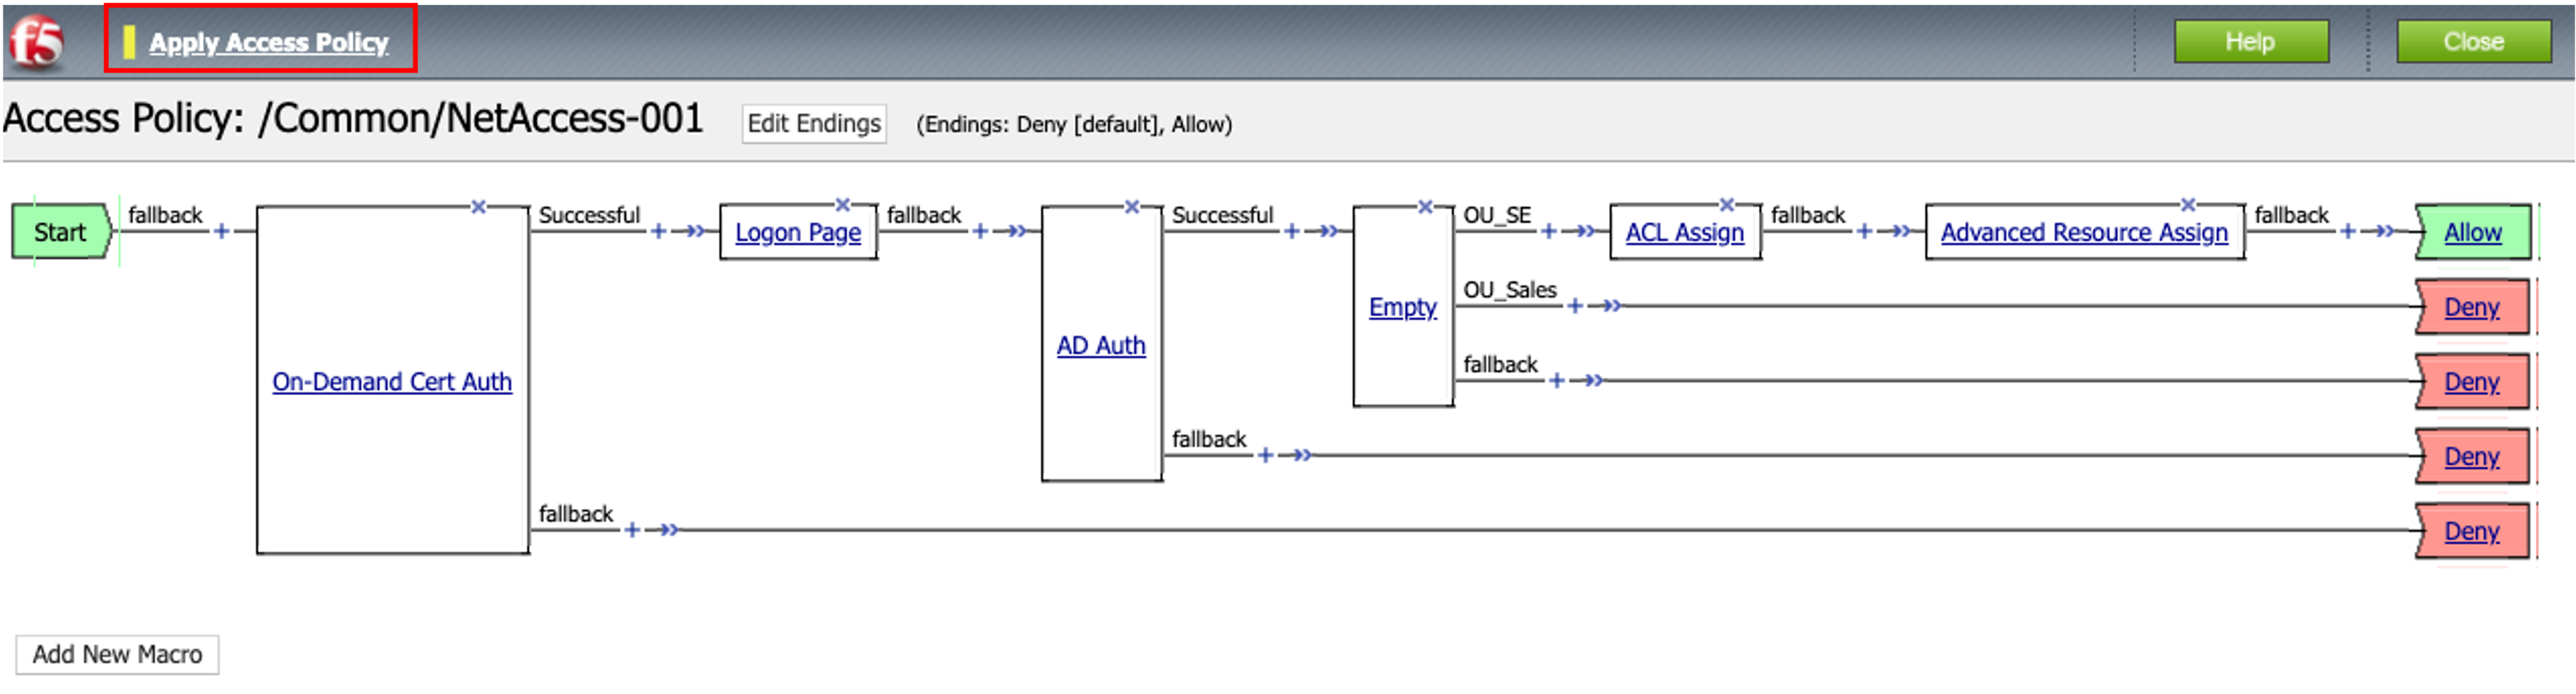 f5 Apply Access Policy Help Close
Access Policy: /Common/NetAccess-001 Edit Endings (Endings: Deny [default], Allow)
Start fallback Successful Logon Page fallback Successful OU_SE ACL Assign fallback Advanced Resource Assign fallback Allow
OU_Sales
Empty Deny
AD Auth
fallback
On-Demand Cert Auth Deny
fallback
Deny
fallback
Deny
Add New Macro